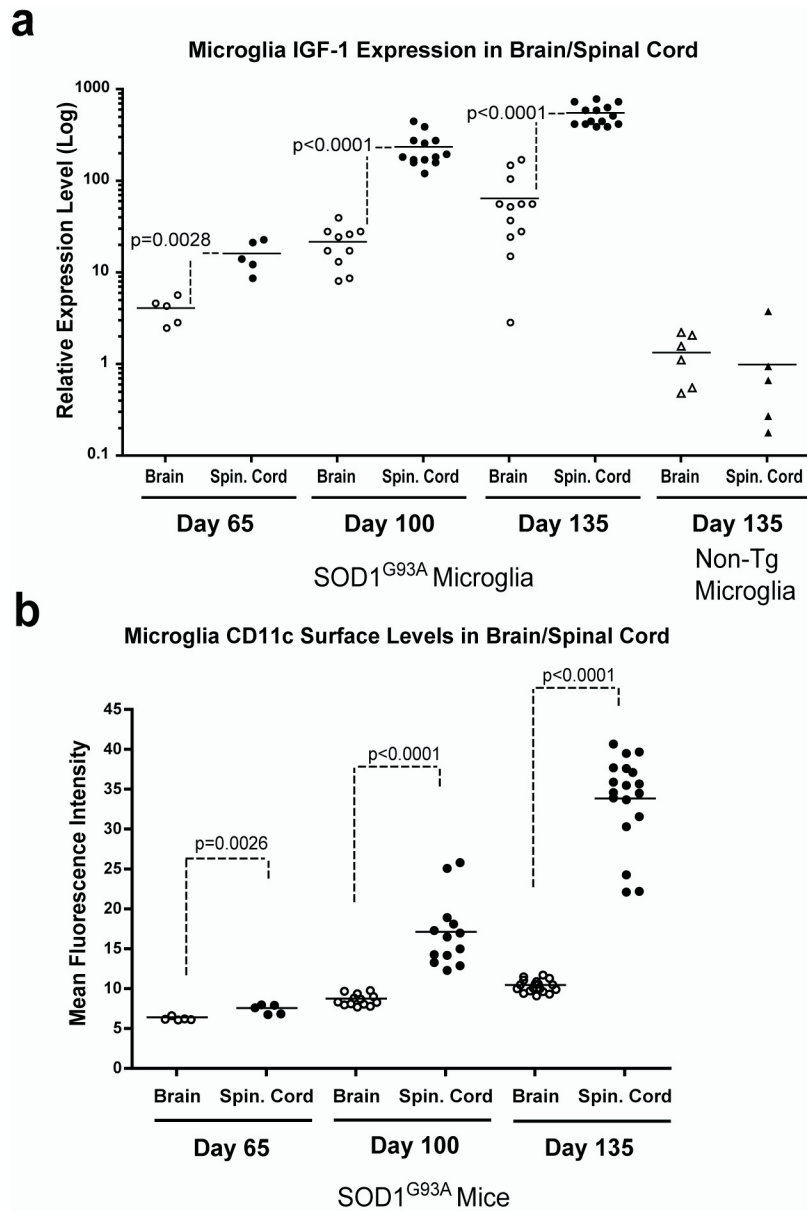 a
Microglia IGF-1 Expression in Brain/Spinal Cord
Relative Expression Level (Log)
1000
100
10
1
0.1
p=0.0028
p<0.0001
p<0.0001
Brain Spin. Cord Brain Spin. Cord Brain Spin. Cord Brain Spin. Cord
Day 65 Day 100 Day 135 Day 135
SOD1G93A Microglia
Non-Tg
Microglia
b
Microglia CD11c Surface Levels in Brain/Spinal Cord
Mean Fluorescence Intensity
45
40
35
30
25
20
15
10
5
0
p=0.0026
p<0.0001
p<0.0001
Brain Spin. Cord Brain Spin. Cord Brain Spin. Cord
Day 65 Day 100 Day 135
SOD1G93A Mice